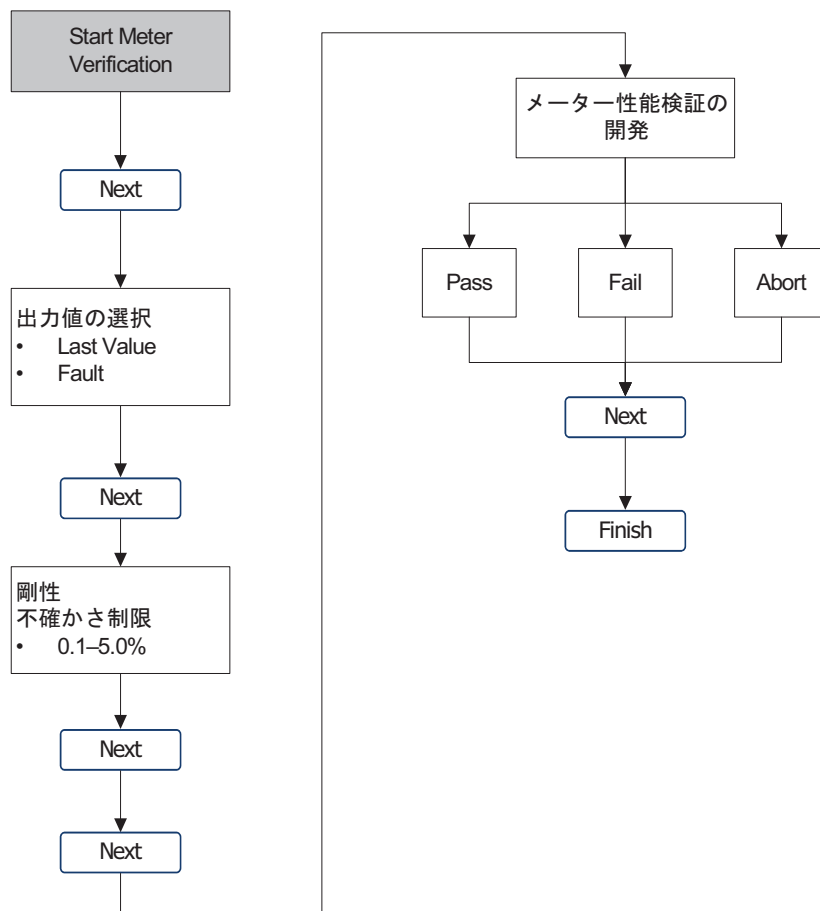 Start Meter
Verification
Next
出力値の選択
• Last Value
• Fault
Next
剛性
不確かさ制限
• 0.1–5.0%
Next
Next
メーター性能検証の
開発
Pass
Fail
Abort
Next
Finish